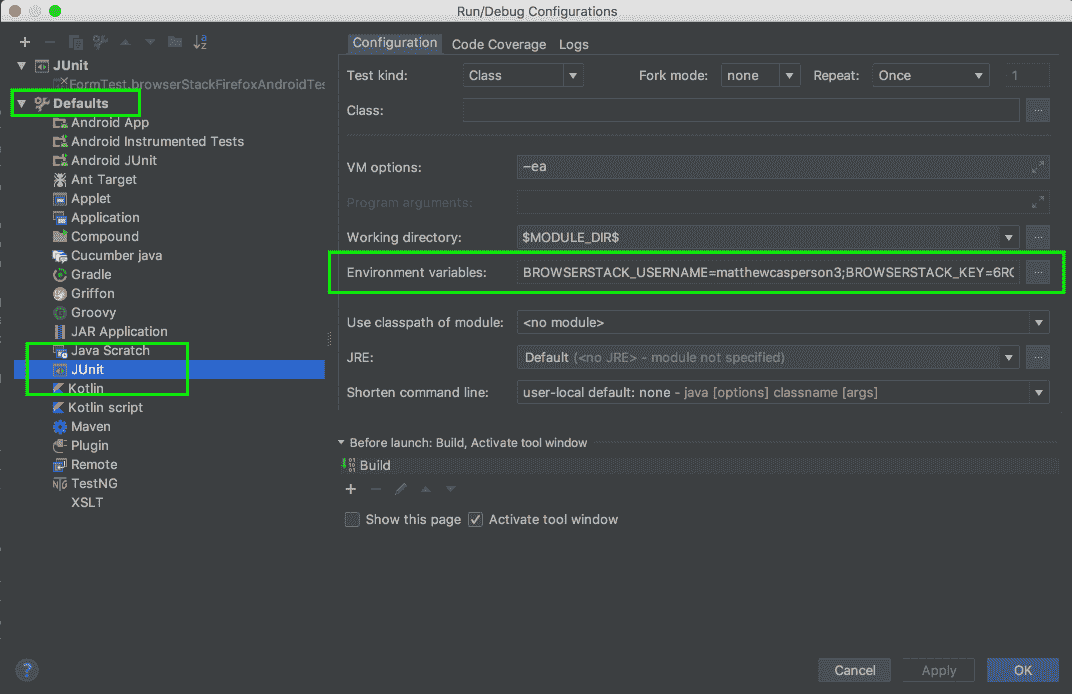 Run/Debug Configurations
JUnit
FormTest.browserStackFirefoxAndroidTes
Defaults
Android App
Android Instrumented Tests
Android JUnit
Ant Target
Applet
Application
Compound
Cucumber java
Gradle
Griffon
Groovy
JAR Application
Java Scratch
JUnit
Kotlin
Kotlin script
Maven
Plugin
Remote
TestNG
XSLT
Configuration Code Coverage Logs
Test kind: Class Fork mode: none Repeat: Once 1
Class:
VM options: -ea
Program arguments:
Working directory: $MODULE_DIR$
Environment variables: BROWSERSTACK_USERNAME=matthewcasperson3;BROWSERSTACK_KEY=6RC
Use classpath of module: <no module>
JRE: Default (<no JRE> - module not specified)
Shorten command line: user-local default: none - java [options] classname [args]
Before launch: Build, Activate tool window
Build
Show this page Activate tool window
? Cancel Apply OK